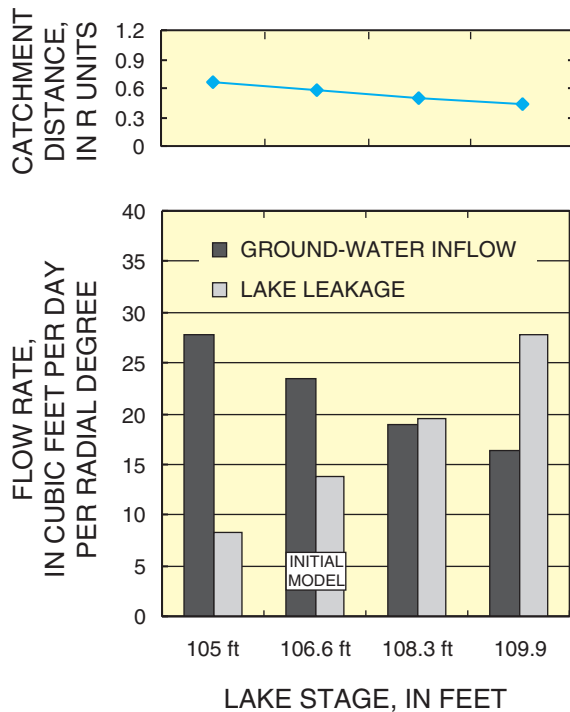 CATCHMENT
DISTANCE,
IN R UNITS
1.2
0.9
0.6
0.3
0
FLOW RATE,
IN CUBIC FEET PER DAY
PER RADIAL DEGREE
40
35
30
25
20
15
10
5
0
GROUND-WATER INFLOW
LAKE LEAKAGE
INITIAL
MODEL
105 ft
106.6 ft
108.3 ft
109.9
LAKE STAGE, IN FEET